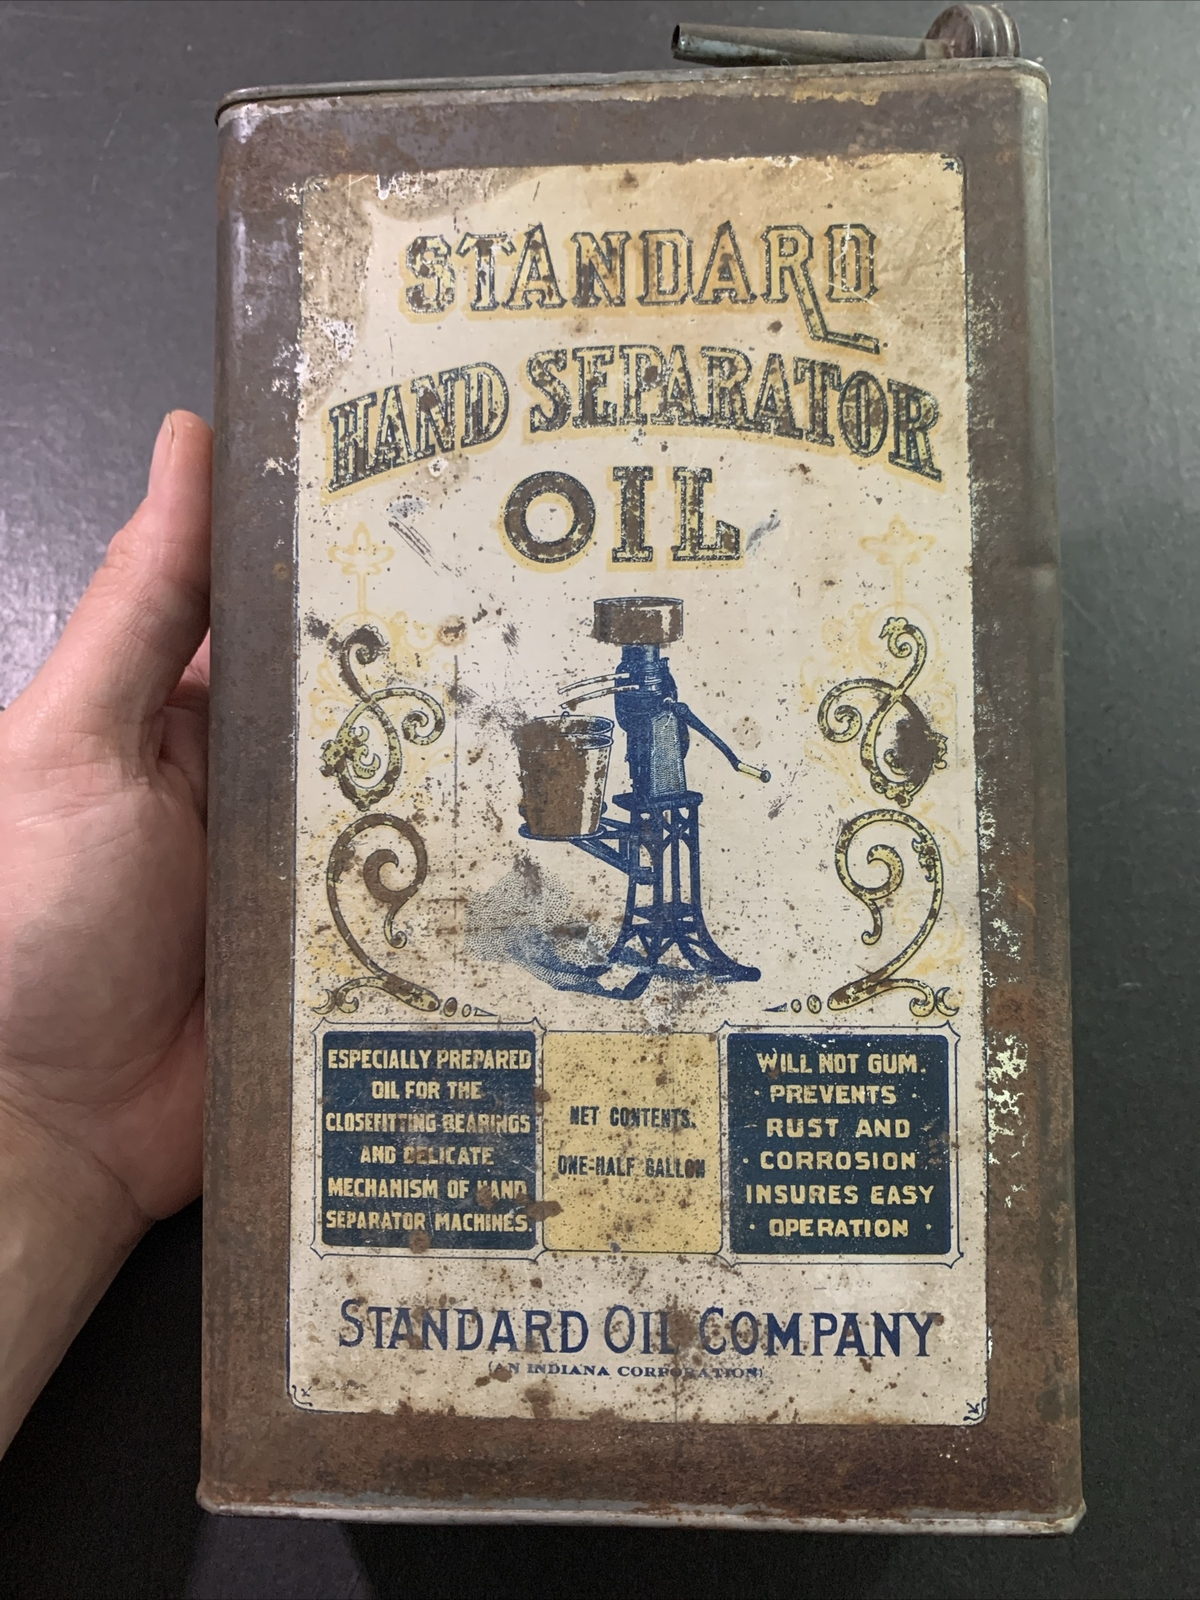 STANDARD
HAND SEPARATOR
OIL
ESPECIALLY PREPARED
OIL FOR THE
CLOSEFITTING BEARINGS
AND DELICATE
MECHANISM OF HAND
SEPARATOR MACHINES.
NET CONTENTS.
ONE-HALF GALLON
WILL NOT GUM.
· PREVENTS ·
RUST AND
· CORROSION
INSURES EASY
· OPERATION ·
STANDARD OIL COMPANY
(AN INDIANA CORPORATION)